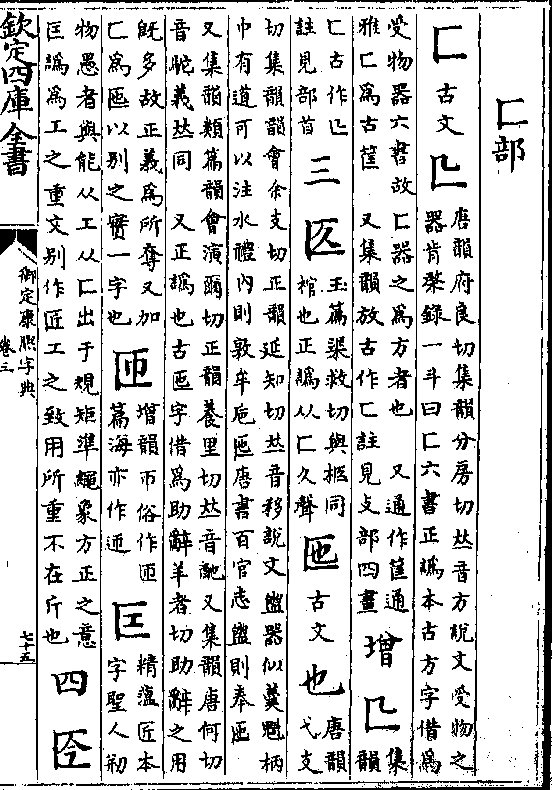 匚部
匚 古文 𠥓
唐韻府良切集韻分房切𠀤音方說文受物之
器肯綮錄一斗曰匚六書正譌本古方字借為
受物器六書故 匚器之為方者也 又通作筐通
雅匚為古筐 又集韻放古作匚註見攴部四畫
增 𠃊 集韻
匚古作𠃊
註見部首
三 匛
玉篇渠救切與柩同
棺也正譌从匚久聲
匜 古文 也 唐韻弋支
切集韻韻會余支切正韻延知切𠀤音移說文盥器似羹魁柄
中有道可以注水禮內則敦牟巵匜唐書百官志盥則奉匜
又集韻類篇韻會演爾切正韻養里切𠀤音酏又集韻唐何切
音駝義𠀤同 又正譌也古匜字借為助辭羊者切助辭之用
既多故正義為所奪又加
匚為匜以别之實一字也
匝
增韻帀俗作匝
篇海亦作迊
匞
精薀匠本
字聖人制
物愚者與能从工从匚出于規矩準繩象方正之意
匡譌為工之重文别作匠工之致用所重不在斤也
四
欽定四庫全書
御定康熙字典
卷三
七十五